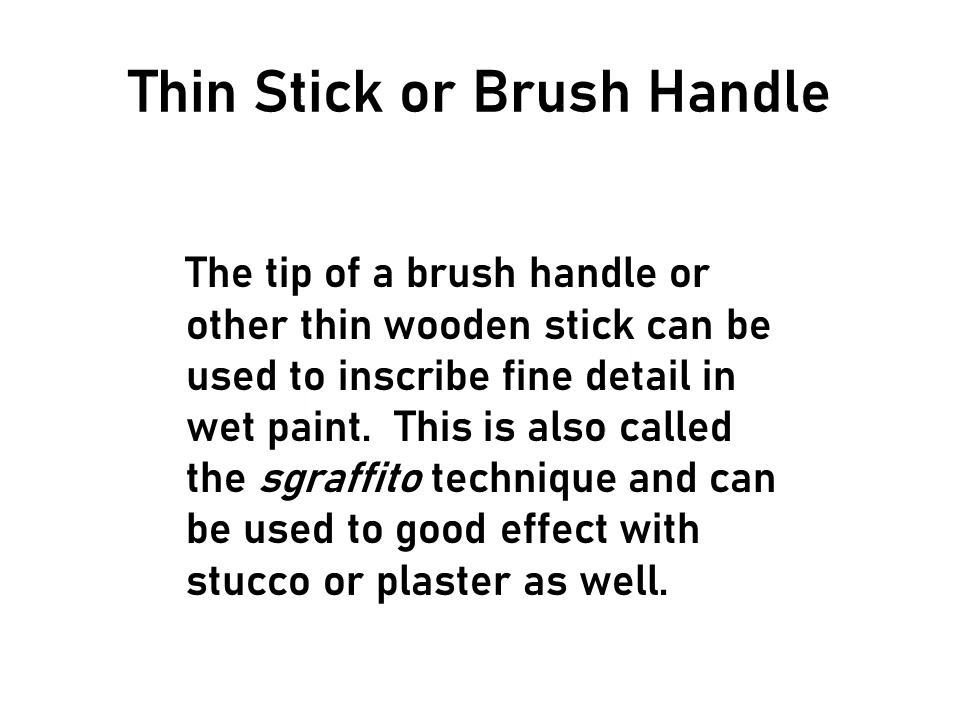 Thin Stick or Brush Handle
The tip of a brush handle or
other thin wooden stick can be
used to inscribe fine detail in
wet paint.  This is also called
the sgraffito technique and can
be used to good effect with
stucco or plaster as well.